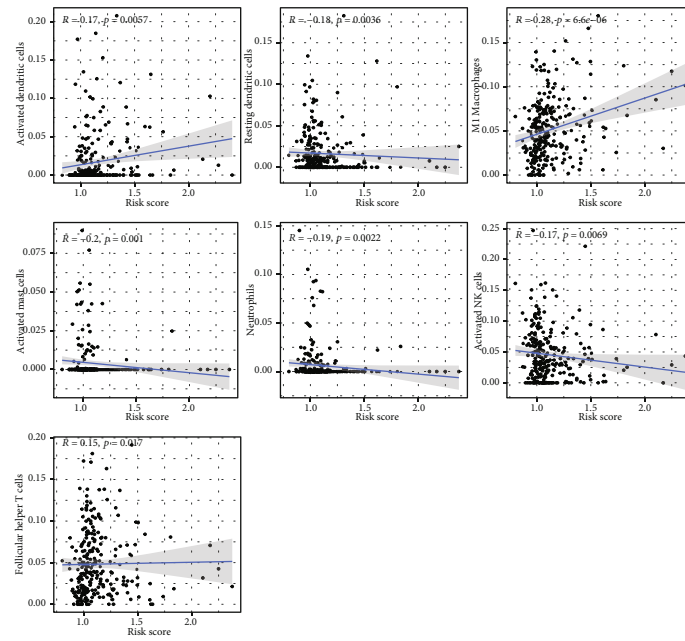 R = 0.17, p = 0.0057
Activated dendritic cells
0.20
0.15
0.10
0.05
0.00
1.0 1.5 2.0
Risk score
R = −0.18, p = 0.0036
Resting dendritic cells
0.15
0.10
0.05
0.00
1.0 1.5 2.0
Risk score
R = 0.28, p = 6.6e−06
M1 Macrophages
0.15
0.10
0.05
0.00
1.0 1.5 2.0
Risk score
R = −0.2, p = 0.001
Activated mast cells
0.075
0.050
0.025
0.000
1.0 1.5 2.0
Risk score
R = −0.19, p = 0.0022
Neutrophils
0.15
0.10
0.05
0.00
1.0 1.5 2.0
Risk score
R = −0.17, p = 0.0069
Activated NK cells
0.25
0.20
0.15
0.10
0.05
0.00
1.0 1.5 2.0
Risk score
R = 0.15, p = 0.017
Follicular helper T cells
0.20
0.15
0.10
0.05
0.00
1.0 1.5 2.0
Risk score